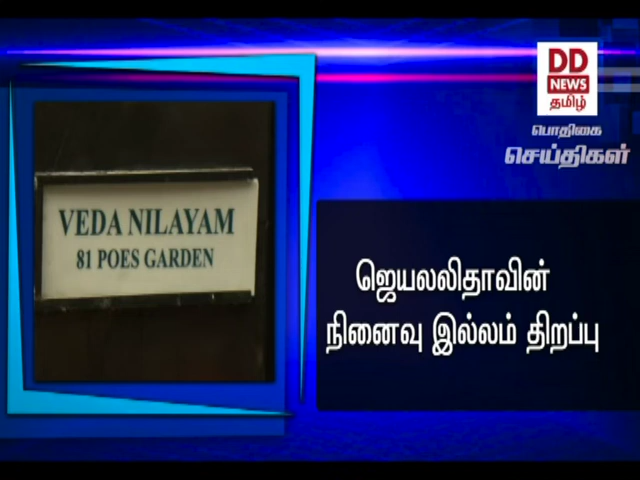 DD
NEWS
தமிழ்
பொதிகை
செய்திகள்
VEDA NILAYAM
81 POES GARDEN
ஜெயலலிதாவின்
நினைவு இல்லம் திறப்பு